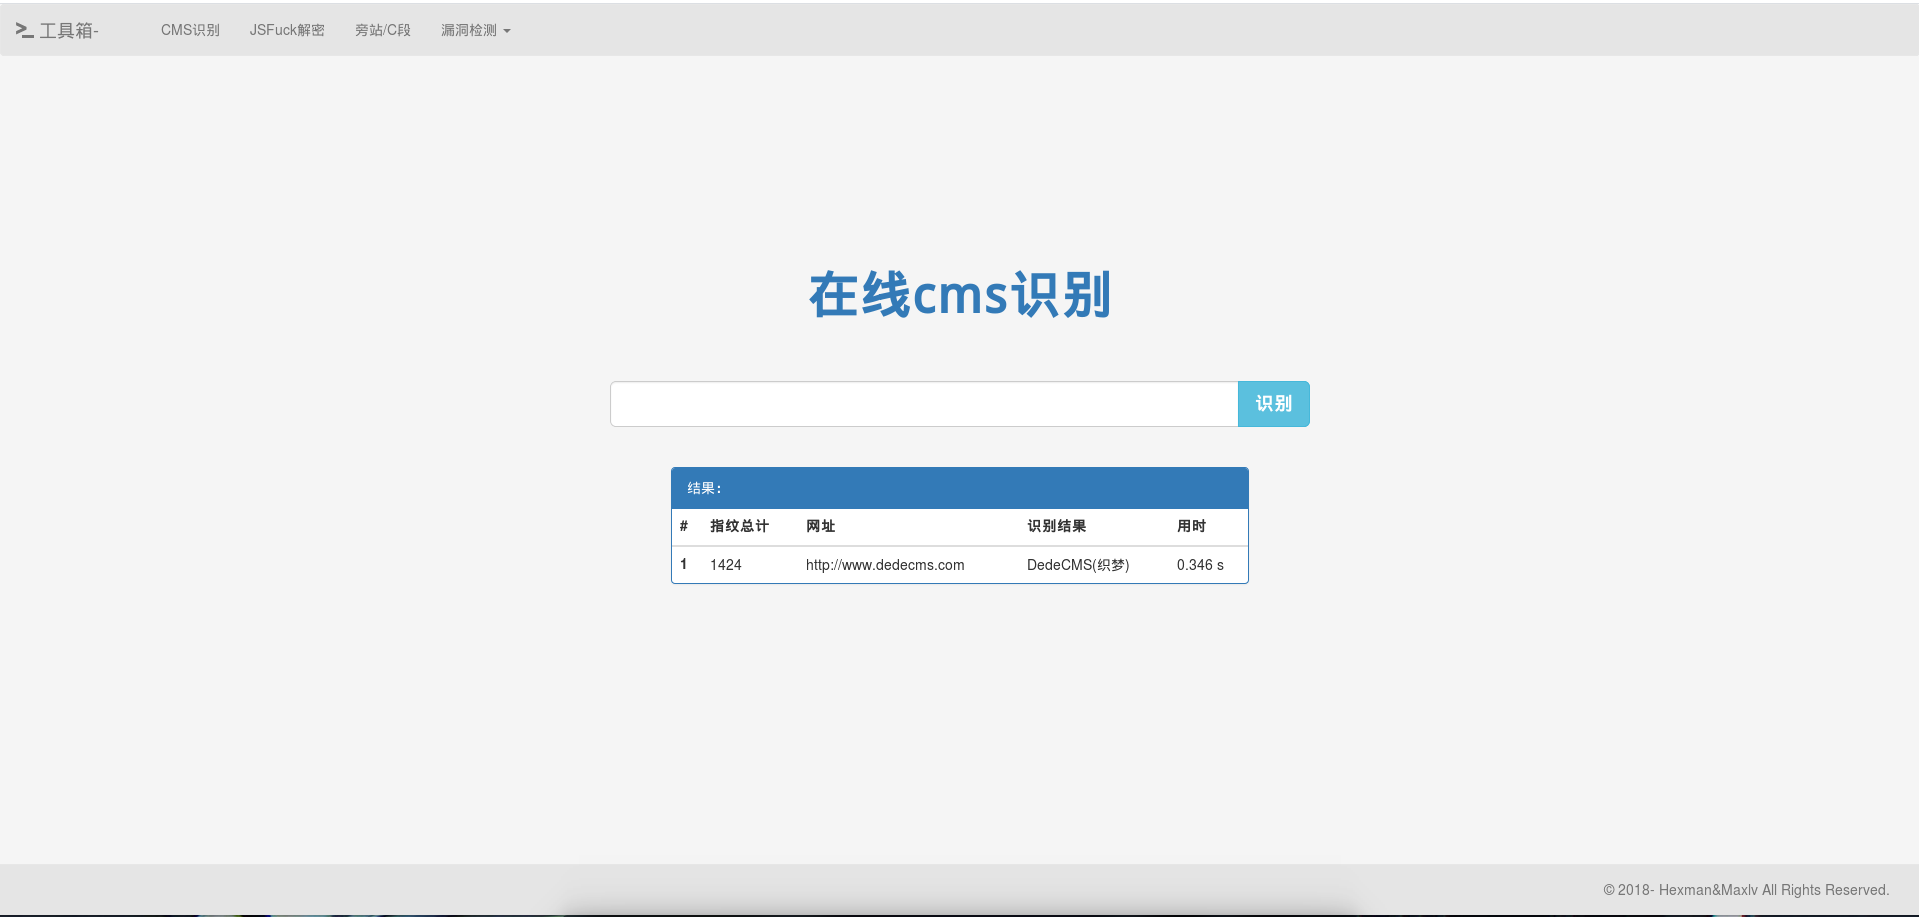 工具箱- CMS识别 JSFuck解密 旁站/C段 漏洞检测
在线cms识别
识别
结果:
# 指纹总计 网址 识别结果 用时
1 1424 http://www.dedecms.com DedeCMS(织梦) 0.346 s
© 2018- Hexman&Maxlv All Rights Reserved.